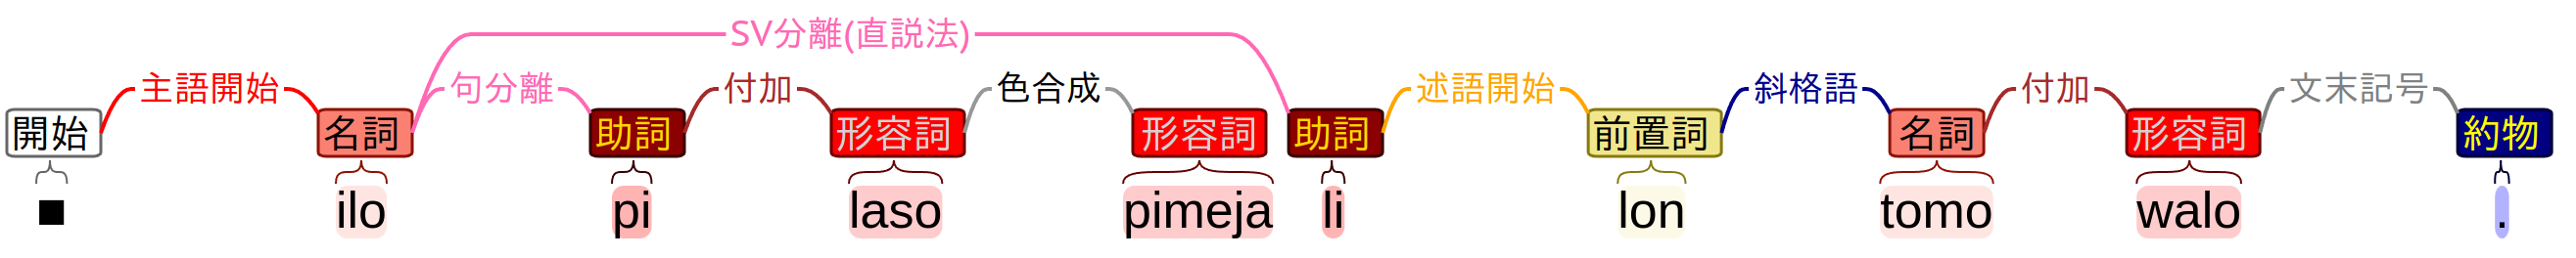 SV分離(直説法)
主語開始 句分離 付加 色合成 述語開始 斜格語 付加 文末記号
開始 名詞 助詞 形容詞 形容詞 助詞 前置詞 名詞 形容詞 約物
■ ilo pi laso pimeja li lon tomo walo .